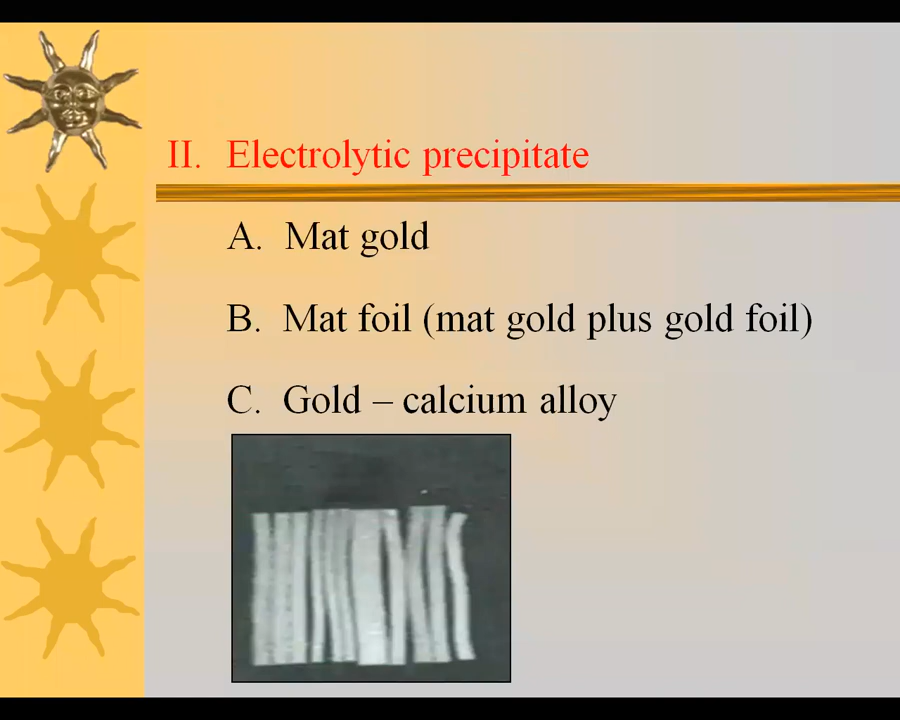 II. Electrolytic precipitate
A. Mat gold
B. Mat foil (mat gold plus gold foil)
C. Gold – calcium alloy